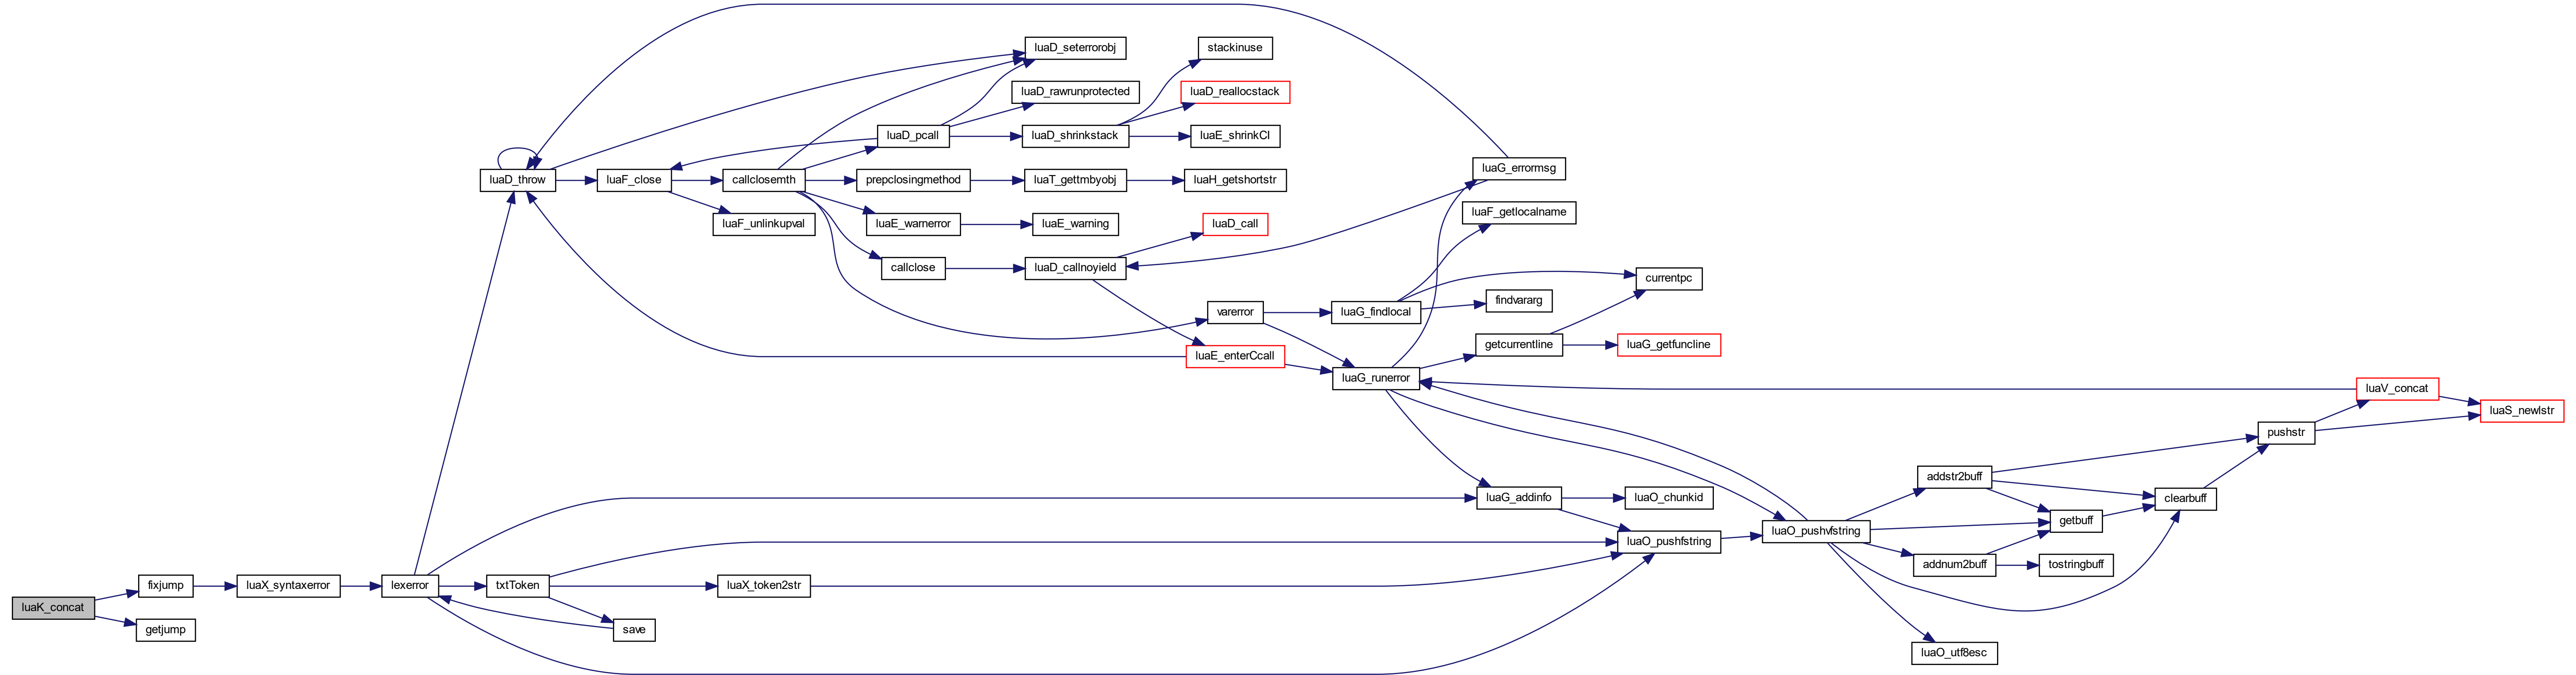 luaD_seterrorobj
stackinuse
luaD_rawrunprotected
luaD_reallocstack
luaD_pcall
luaD_shrinkstack
luaE_shrinkCI
luaG_errormsg
luaD_throw
luaF_close
callclosemth
prepclosingmethod
luaT_gettmbyobj
luaH_getshortstr
luaF_getlocalname
luaF_unlinkupval
luaE_warnerror
luaE_warning
luaD_call
callclose
luaD_callnoyield
currentpc
findvararg
varerror
luaG_findlocal
getcurrentline
luaG_getfuncline
luaE_enterCcall
luaG_runerror
luaV_concat
luaS_newlstr
pushstr
addstr2buff
luaG_addinfo
luaO_chunkid
clearbuff
getbuff
luaO_pushvfstring
luaO_pushfstring
addnum2buff
tostringbuff
fixjump
luaX_syntaxerror
lexerror
txtToken
luaX_token2str
luaK_concat
getjump
save
luaO_utf8esc